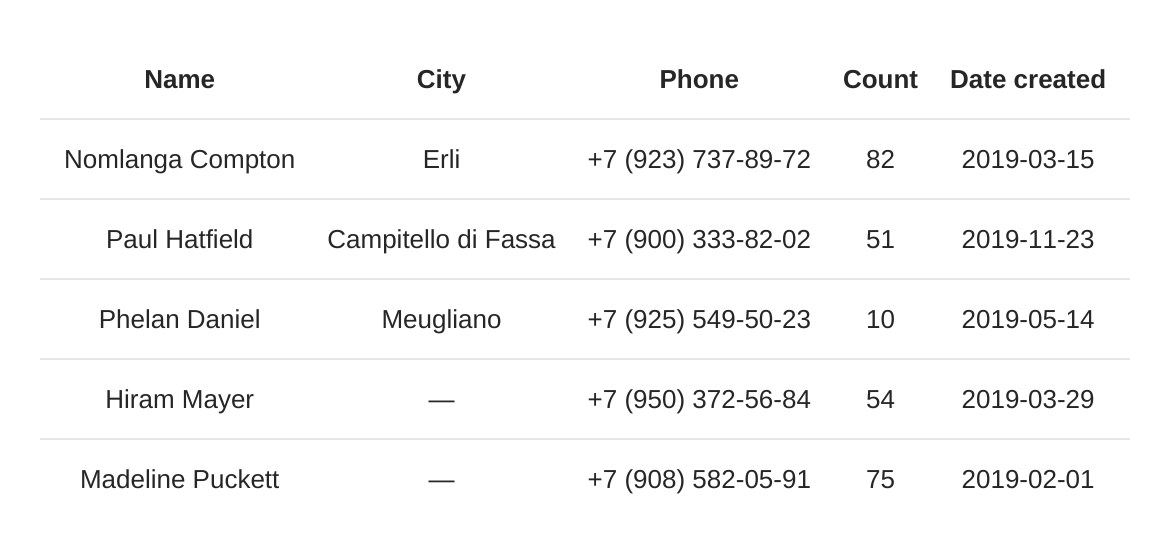 Name City Phone Count Date created
Nomlanga Compton Erli +7 (923) 737-89-72 82 2019-03-15
Paul Hatfield Campitello di Fassa +7 (900) 333-82-02 51 2019-11-23
Phelan Daniel Meugliano +7 (925) 549-50-23 10 2019-05-14
Hiram Mayer — +7 (950) 372-56-84 54 2019-03-29
Madeline Puckett — +7 (908) 582-05-91 75 2019-02-01